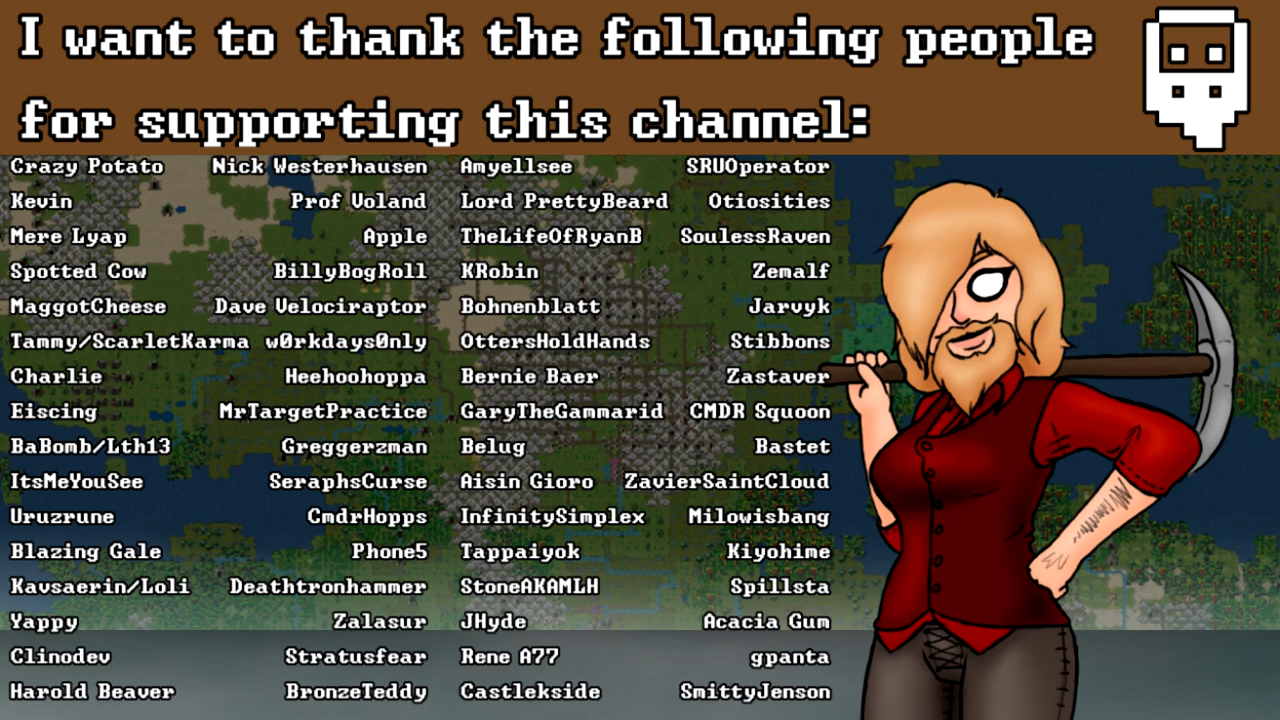 I want to thank the following people
for supporting this channel:
Crazy Potato Nick Westerhausen Amyellsee SRUOperator
Kevin Prof Voland Lord PrettyBeard Otiosities
Mere Lyap Apple TheLifeOfRyanB SoulessRaven
Spotted Cow BillyBogRoll KRobin Zemalf
MaggotCheese Dave Velociraptor Bohnenblatt Jarvyk
Tammy/ScarletKarma w0rkdays0nly OttersHoldHands Stibbons
Charlie Heehoohoppa Bernie Baer Zastaver
Eiscing MrTargetPractice GaryTheGammarid CMDR Squoon
BaBomb/Lth13 Greggerzman Belug Bastet
ItsMeYouSee SeraphsCurse Aisin Gioro ZavierSaintCloud
Uruzrune CmdrHopps InfinitySimplex Milowisbang
Blazing Gale Phone5 Tappaiyok Kiyohime
Kavsaerin/Loli Deathtronhammer StoneAKAMLH Spillsta
Yappy Zalasur JHyde Acacia Gum
Clinodev Stratusfear Rene A77 gpanta
Harold Beaver BronzeTeddy Castlekside SmittyJenson